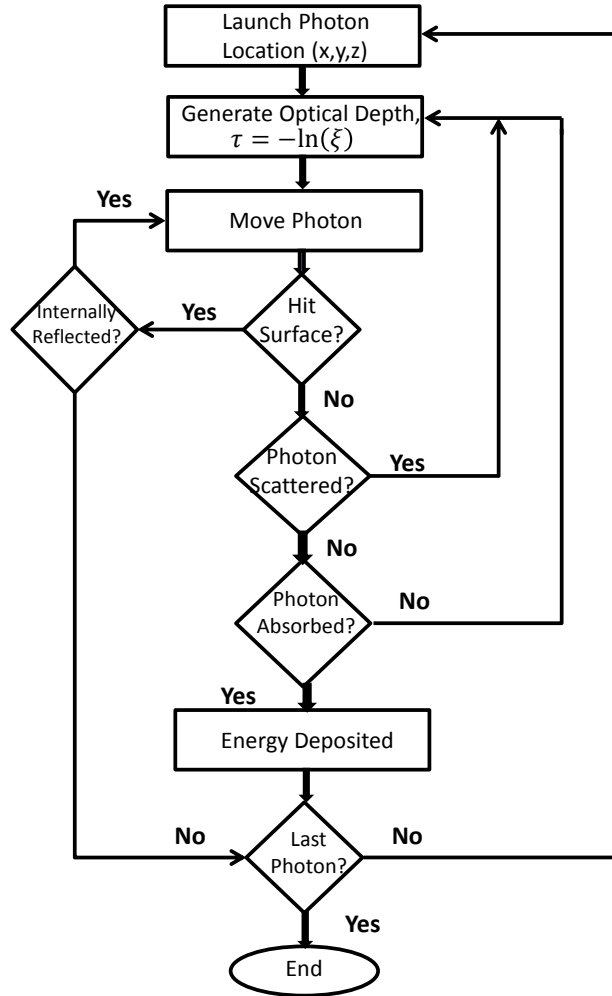 Launch Photon
Location (x,y,z)
Generate Optical Depth,
τ = −ln(ξ)
Yes
Move Photon
Internally
Reflected?
Yes
Hit
Surface?
No
Photon
Scattered?
Yes
No
Photon
Absorbed?
No
Yes
Energy Deposited
No
Last
Photon?
No
Yes
End